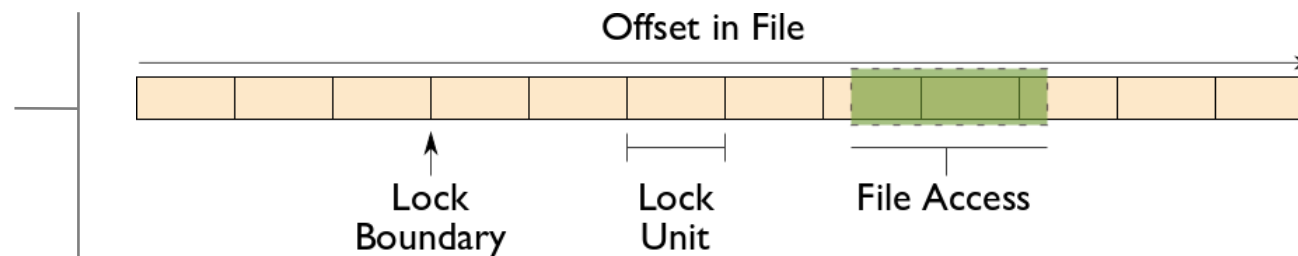 Offset in File
Lock
Boundary
Lock
Unit
File Access